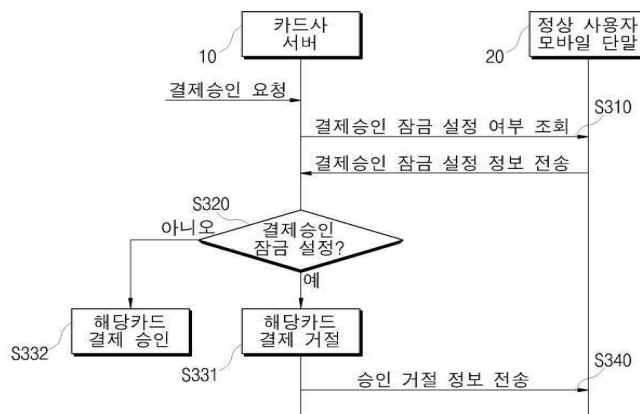 카드사
서버
10
정상 사용자
모바일 단말
20
결제승인 요청
S310
결제승인 잠금 설정 여부 조회
결제승인 잠금 설정 정보 전송
S320
아니오
결제승인
잠금 설정?
예
해당카드
결제 승인
S332
해당카드
결제 거절
S331
S340
승인 거절 정보 전송